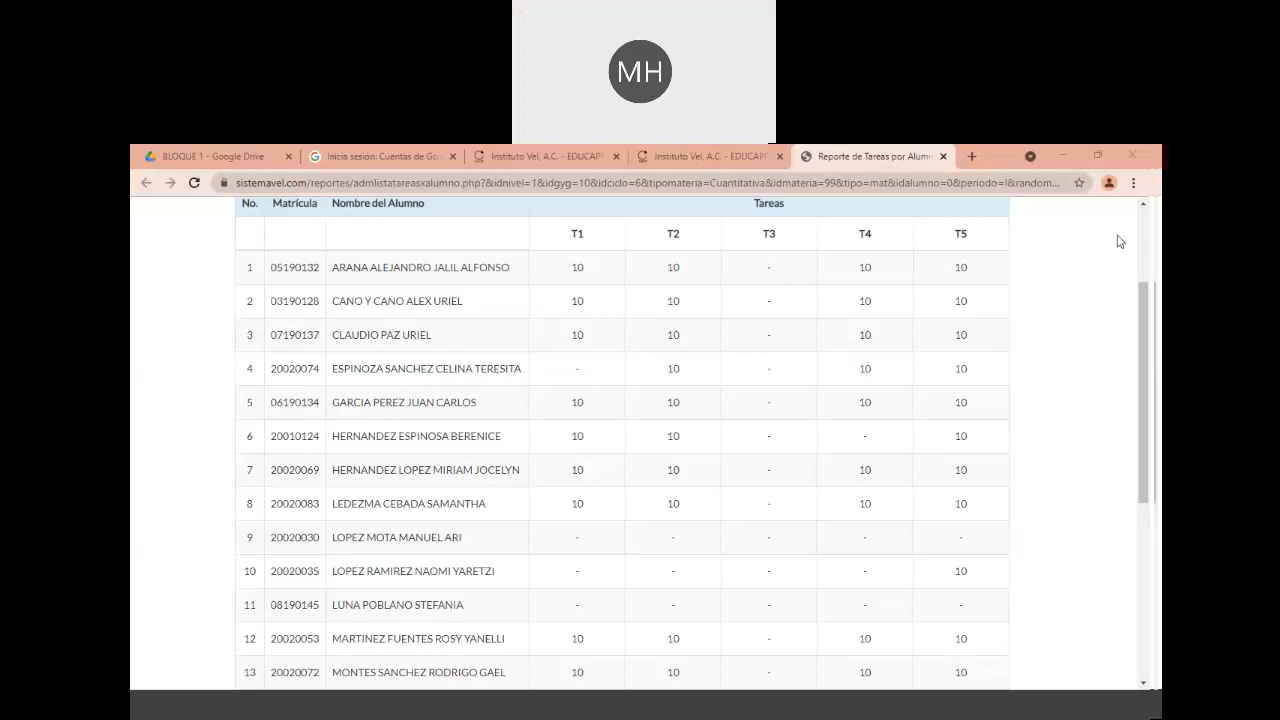 MH
BLOQUE 1 - Google Drive
Inicia sesión: Cuentas de Go
Instituto Vel, A.C. - EDUCAP
Instituto Vel, A.C. - EDUCAP
Reporte de Tareas por Alum
sistemavel.com/reportes/admlistatareasxalumno.php?&idnivel=1&idgyg=10&idciclo=6&tipomateria=Cuantitativa&idmateria=99&tipo=mat&idalumno=0&periodo=I&random...
No. Matrícula Nombre del Alumno Tareas
T1 T2 T3 T4 T5
1 05190132 ARANA ALEJANDRO JALIL ALFONSO 10 10 - 10 10
2 03190128 CANO Y CANO ALEX URIEL 10 10 - 10 10
3 07190137 CLAUDIO PAZ URIEL 10 10 - 10 10
4 20020074 ESPINOZA SANCHEZ CELINA TERESITA - 10 - 10 10
5 06190134 GARCIA PEREZ JUAN CARLOS 10 10 - 10 10
6 20010124 HERNANDEZ ESPINOSA BERENICE 10 10 - - 10
7 20020069 HERNANDEZ LOPEZ MIRIAM JOCELYN 10 10 - 10 10
8 20020083 LEDEZMA CEBADA SAMANTHA 10 10 - 10 10
9 20020030 LOPEZ MOTA MANUEL ARI - - - - -
10 20020035 LOPEZ RAMIREZ NAOMI YARETZI - - - - 10
11 08190145 LUNA POBLANO STEFANIA - - - - -
12 20020053 MARTINEZ FUENTES ROSY YANELLI 10 10 - 10 10
13 20020072 MONTES SANCHEZ RODRIGO GAEL 10 10 - 10 10